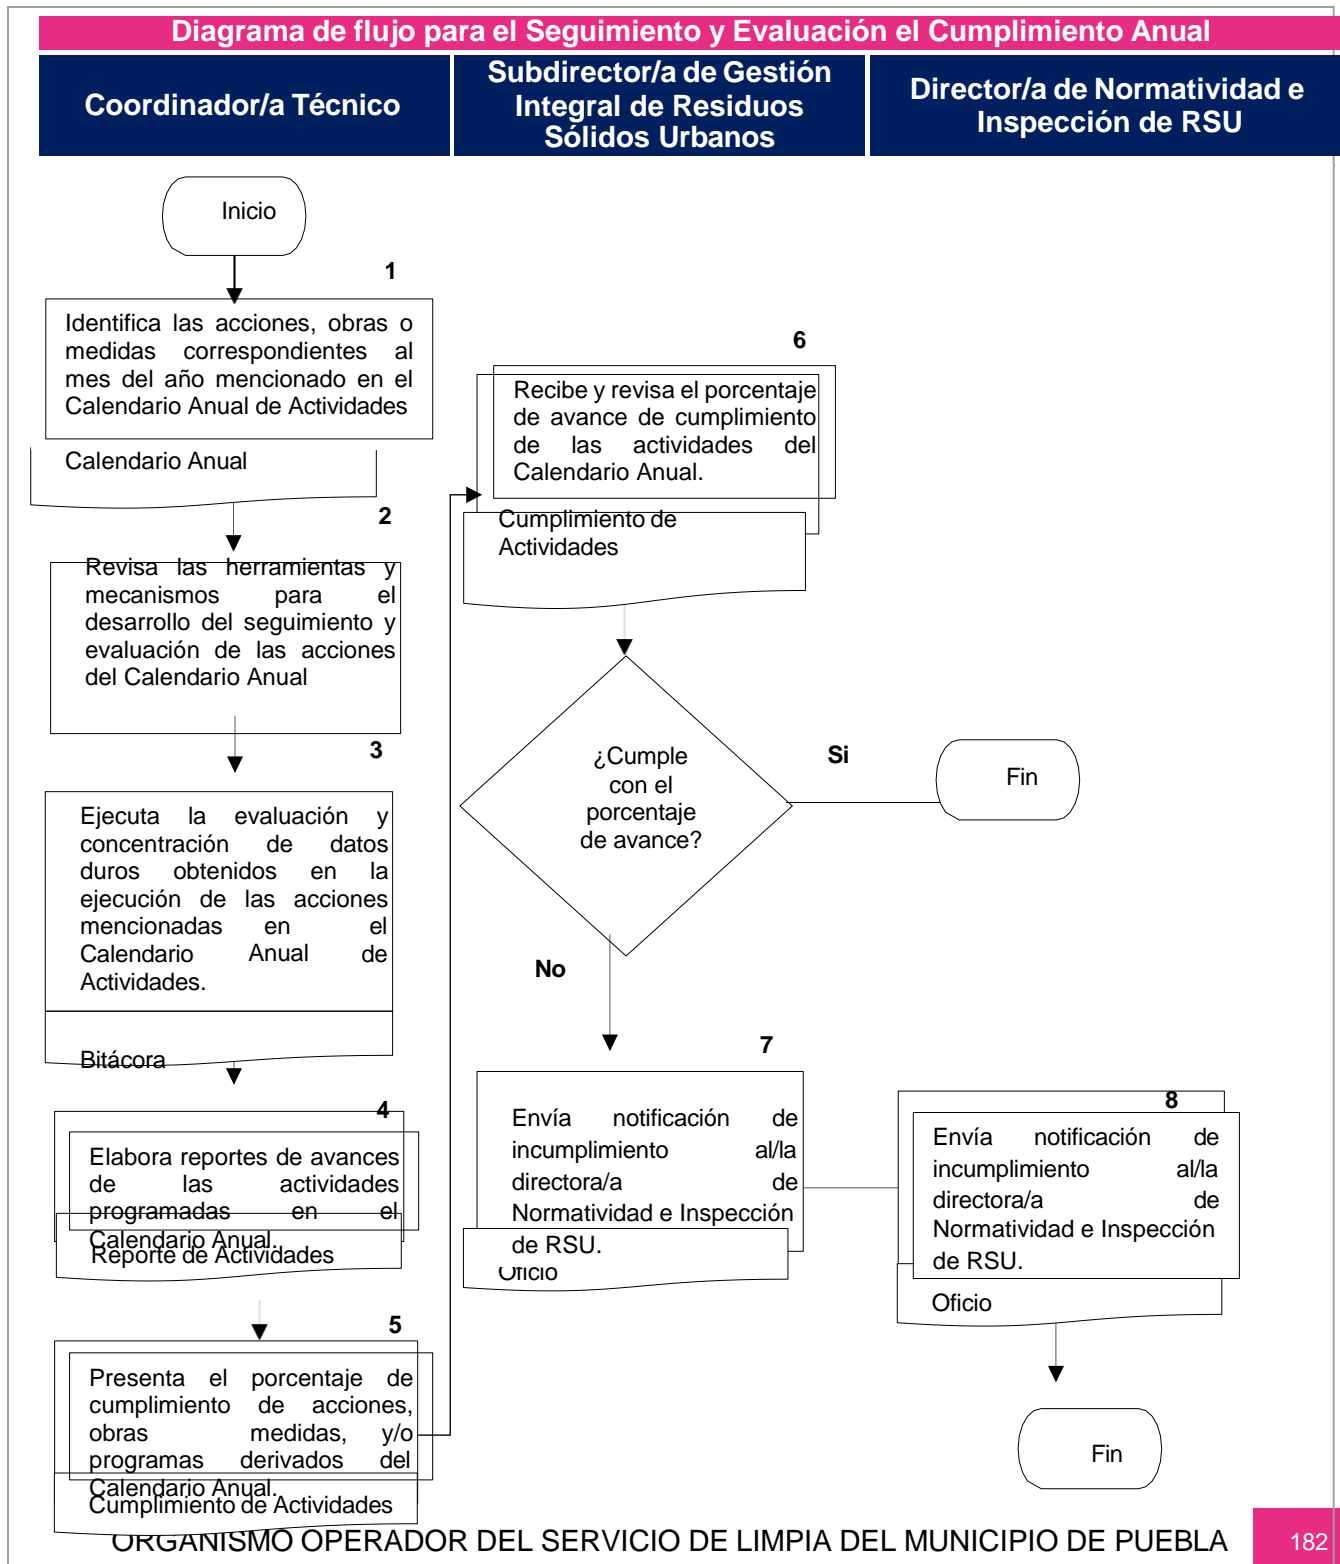 Diagrama de flujo para el Seguimiento y Evaluación el Cumplimiento Anual
Coordinador/a Técnico
Subdirector/a de Gestión
Integral de Residuos
Sólidos Urbanos
Director/a de Normatividad e
Inspección de RSU
Inicio
1
Identifica las acciones, obras o
medidas correspondientes al
mes del año mencionado en el
Calendario Anual de Actividades
Calendario Anual
2
Revisa las herramientas y
mecanismos para el
desarrollo del seguimiento y
evaluación de las acciones
del Calendario Anual
3
Ejecuta la evaluación y
concentración de datos
duros obtenidos en la
ejecución de las acciones
mencionadas en el
Calendario Anual de
Actividades.
Bitácora
4
Elabora reportes de avances
de las actividades
programadas en el
Calendario Anual.
Reporte de Actividades
5
Presenta el porcentaje de
cumplimiento de acciones,
obras medidas, y/o
programas derivados del
Calendario Anual.
Cumplimiento de Actividades
6
Recibe y revisa el porcentaje
de avance de cumplimiento
de las actividades del
Calendario Anual.
Cumplimiento de
Actividades
¿Cumple
con el
porcentaje
de avance?
Si
Fin
No
7
Envía notificación de
incumplimiento al/la
directora/a de
Normatividad e Inspección
de RSU.
Oficio
8
Envía notificación de
incumplimiento al/la
directora/a de
Normatividad e Inspección
de RSU.
Oficio
Fin
ORGANISMO OPERADOR DEL SERVICIO DE LIMPIA DEL MUNICIPIO DE PUEBLA
182